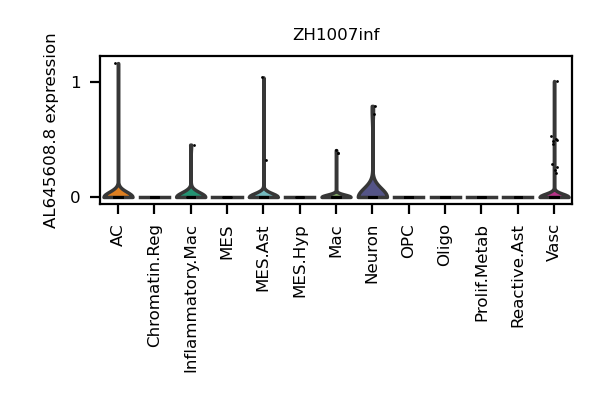 ZH1007inf
AL645608.8 expression
1
0
AC
Chromatin.Reg
Inflammatory.Mac
MES
MES.Ast
MES.Hyp
Mac
Neuron
OPC
Oligo
Prolif.Metab
Reactive.Ast
Vasc